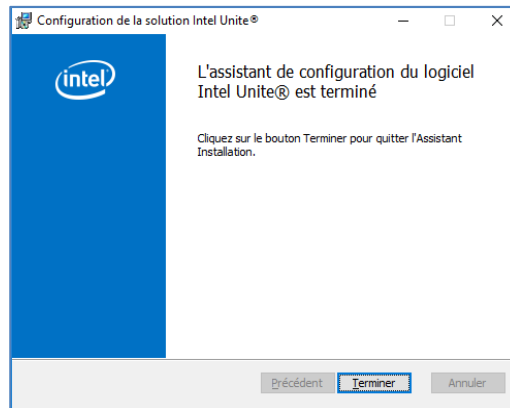 Configuration de la solution Intel Unite®
intel
L'assistant de configuration du logiciel
Intel Unite® est terminé
Cliquez sur le bouton Terminer pour quitter l'Assistant
Installation.
Précédent Terminer Annuler